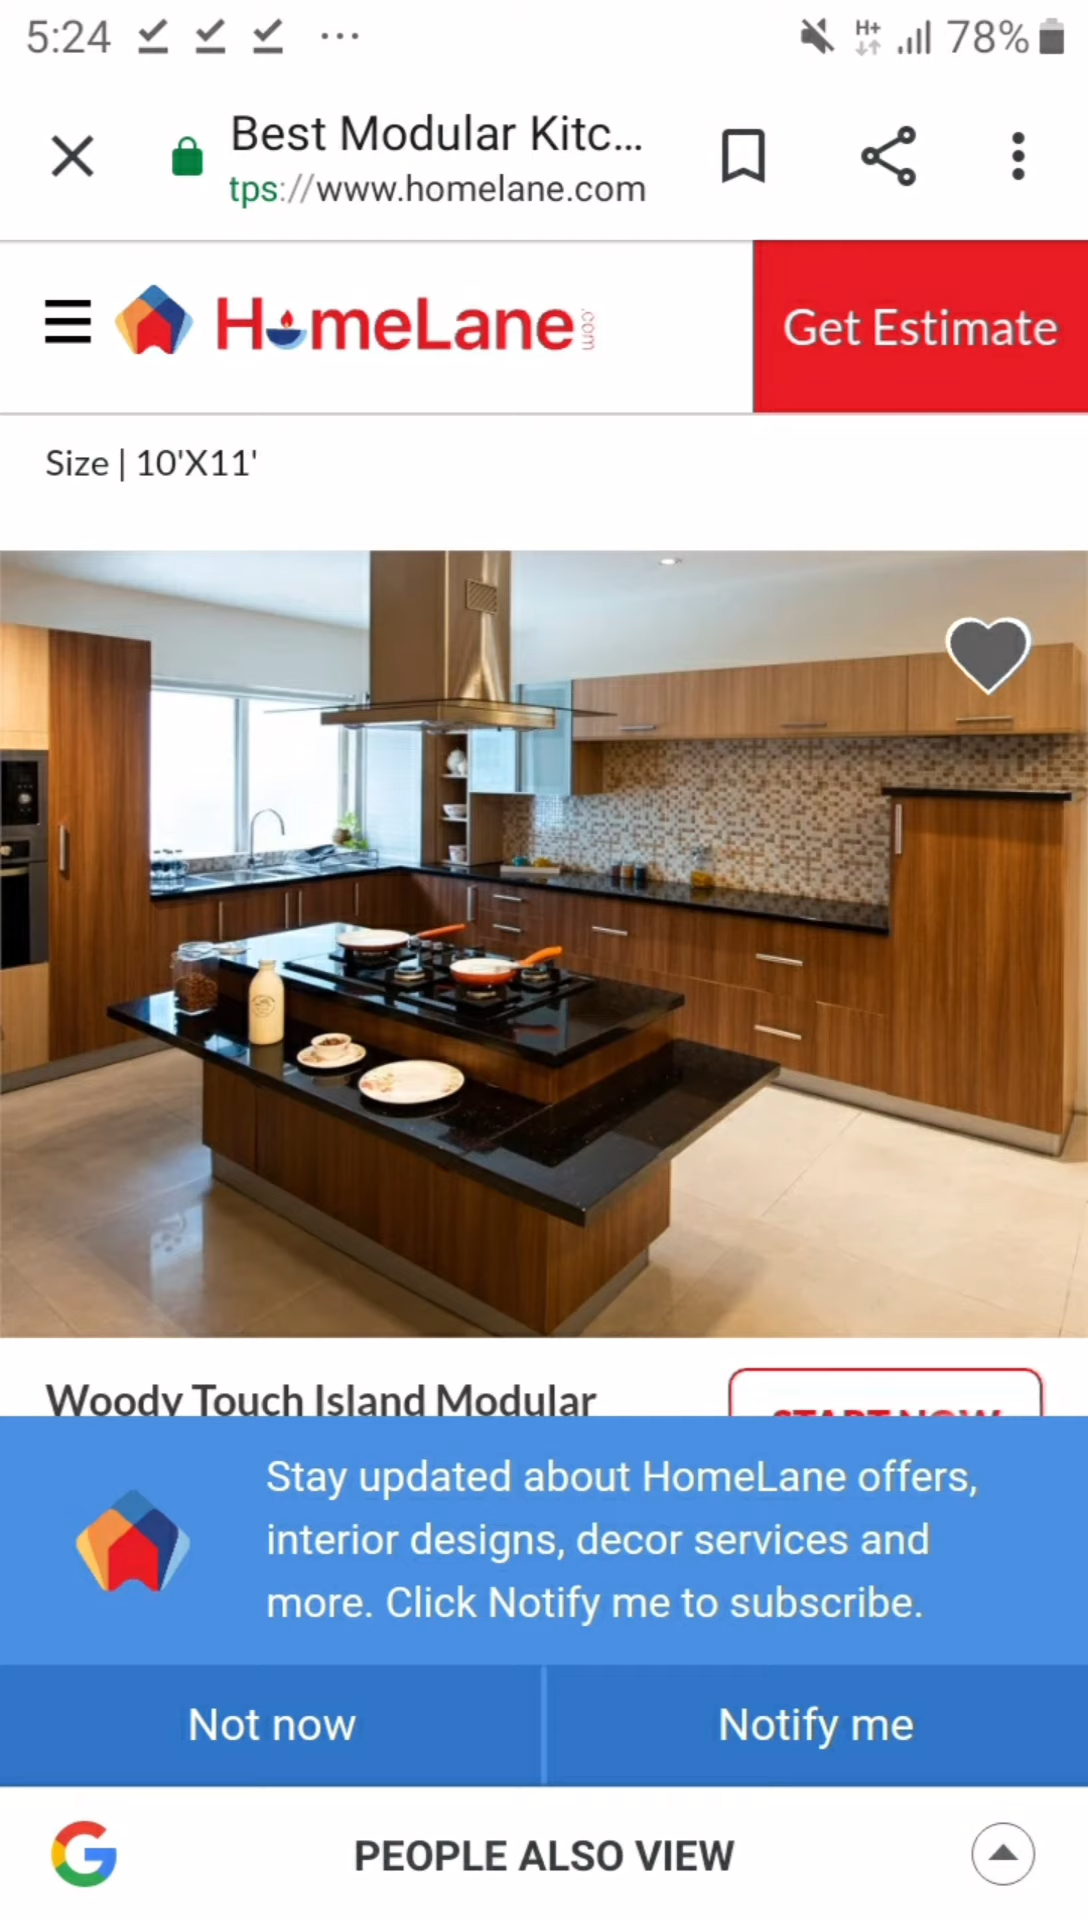 5:24
H+
78%
Best Modular Kitc...
tps://www.homelane.com
HomeLane.com
Get Estimate
Size | 10'X11'
Woody Touch Island Modular
START NOW
Stay updated about HomeLane offers,
interior designs, decor services and
more. Click Notify me to subscribe.
Not now
Notify me
PEOPLE ALSO VIEW